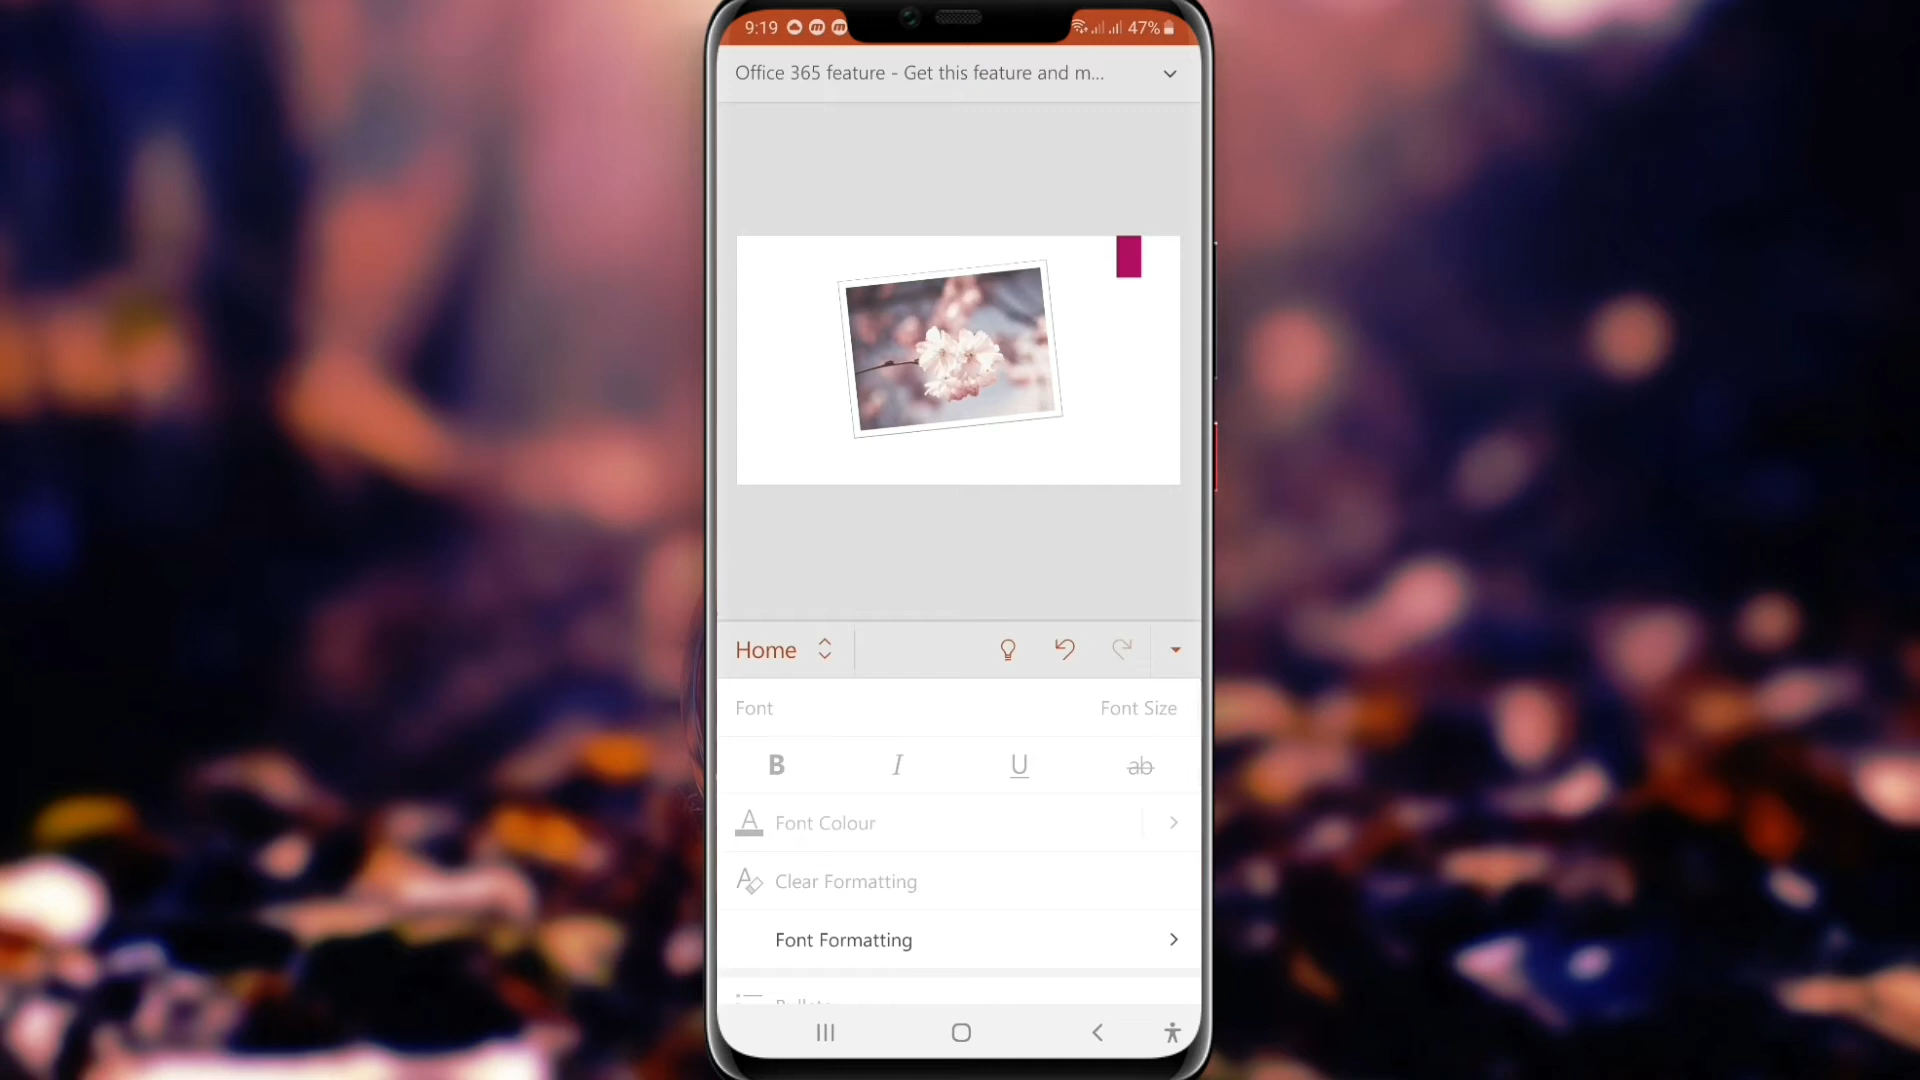 9:19
47%
Office 365 feature - Get this feature and m...
Home
Font
Font Size
B I U ab
A Font Colour
A Clear Formatting
Font Formatting
Bullets